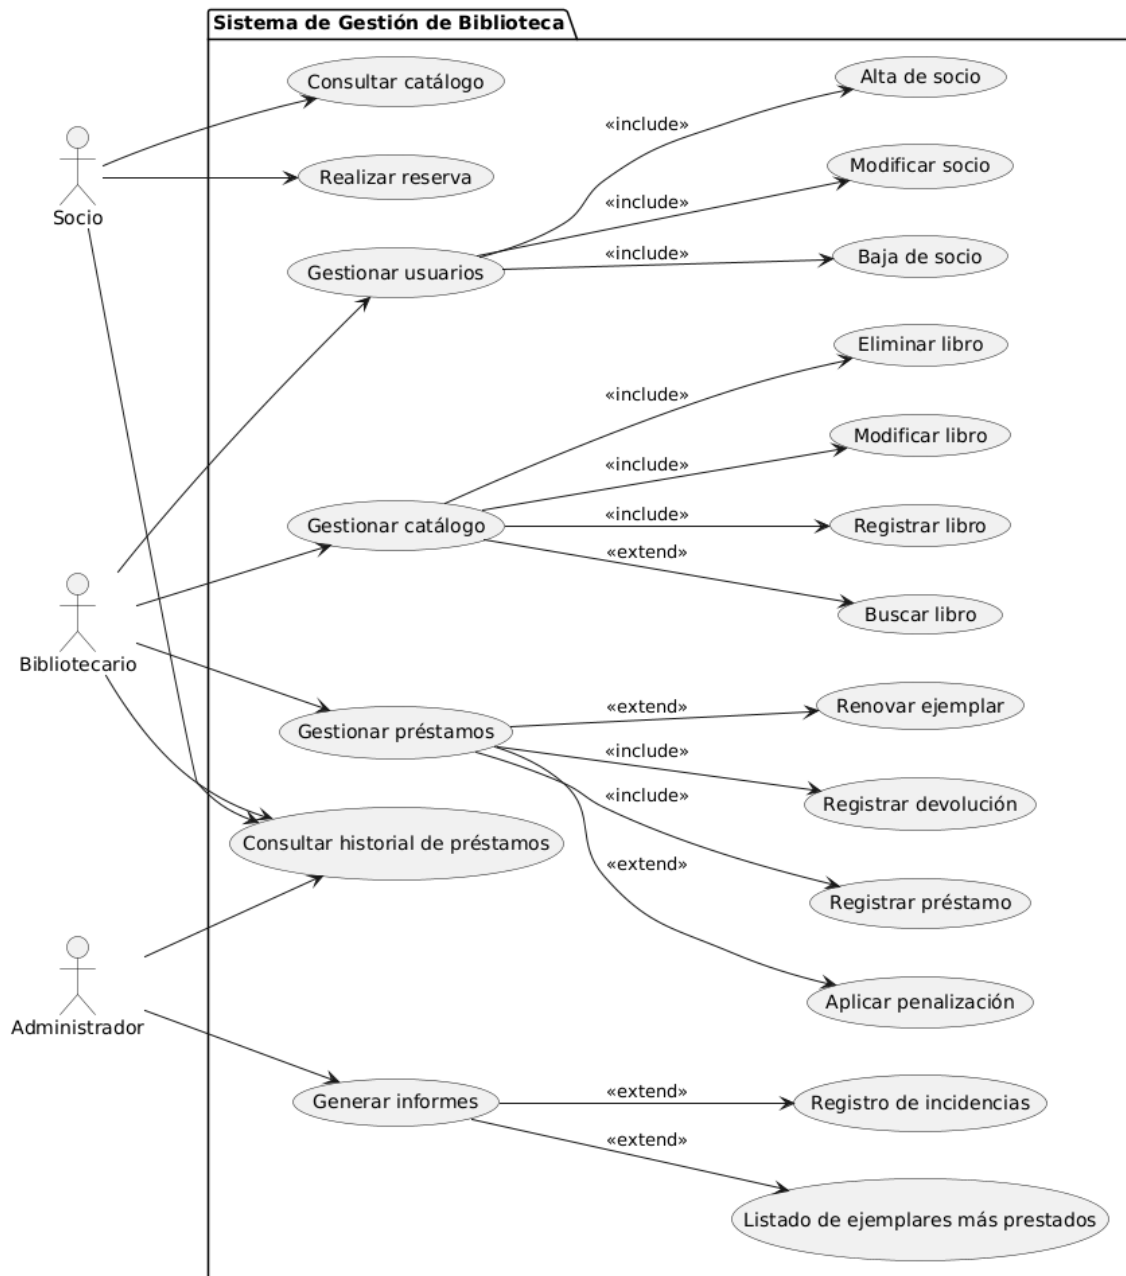 Sistema de Gestión de Biblioteca
Consultar catálogo
Alta de socio
«include»
Modificar socio
Realizar reserva
«include»
Socio
«include»
Baja de socio
Gestionar usuarios
Eliminar libro
«include»
Modificar libro
«include»
Gestionar catálogo
«include»
Registrar libro
«extend»
Buscar libro
Bibliotecario
«extend»
Renovar ejemplar
Gestionar préstamos
«include»
Registrar devolución
«include»
Consultar historial de préstamos
«extend»
Registrar préstamo
Aplicar penalización
Administrador
«extend»
Generar informes
Registro de incidencias
«extend»
Listado de ejemplares más prestados